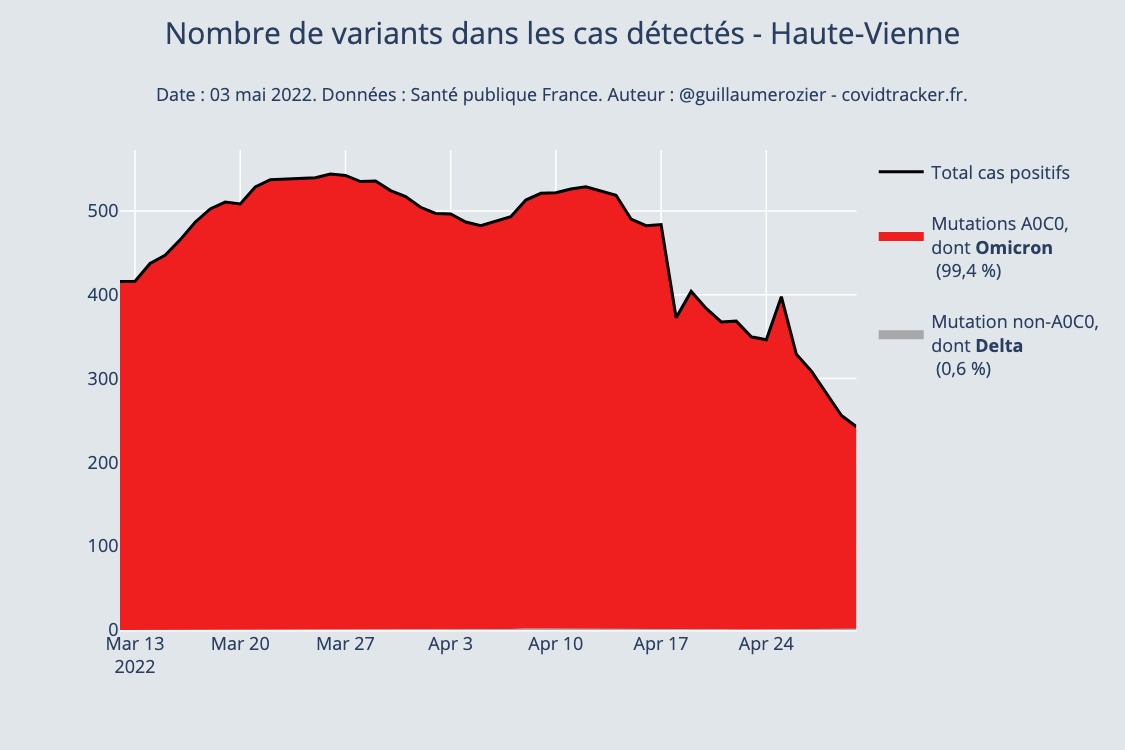 Nombre de variants dans les cas détectés - Haute-Vienne
Date : 03 mai 2022. Données : Santé publique France. Auteur : @guillaumerozier - covidtracker.fr.
Total cas positifs
Mutations A0C0,
dont Omicron
(99,4 %)
Mutation non-A0C0,
dont Delta
(0,6 %)
500
400
300
200
100
0
Mar 13
2022
Mar 20
Mar 27
Apr 3
Apr 10
Apr 17
Apr 24